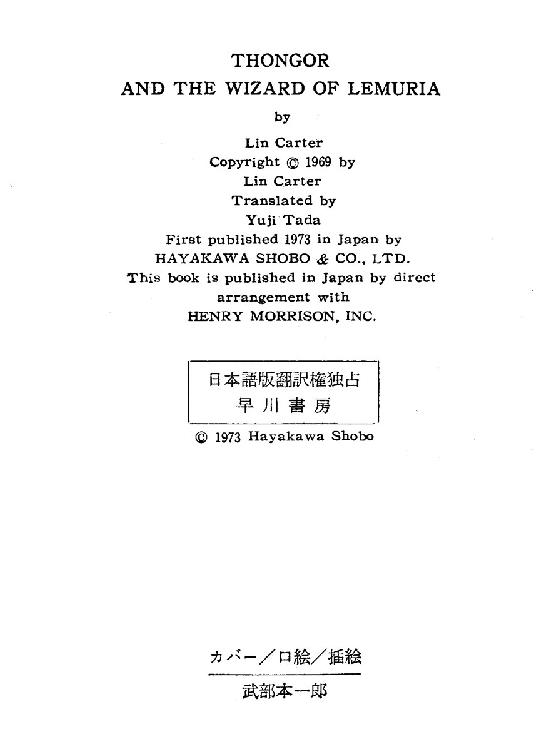 THONGOR
AND THE WIZARD OF LEMURIA
by
Lin Carter
Copyright © 1969 by
Lin Carter
Translated by
Yuji Tada
First published 1973 in Japan by
HAYAKAWA SHOBO & CO., LTD.
This book is published in Japan by direct
arrangement with
HENRY MORRISON, INC.
日本語版翻訳権独占
早川書房
© 1973 Hayakawa Shobo
カバー／口絵／挿絵
武部本一郎